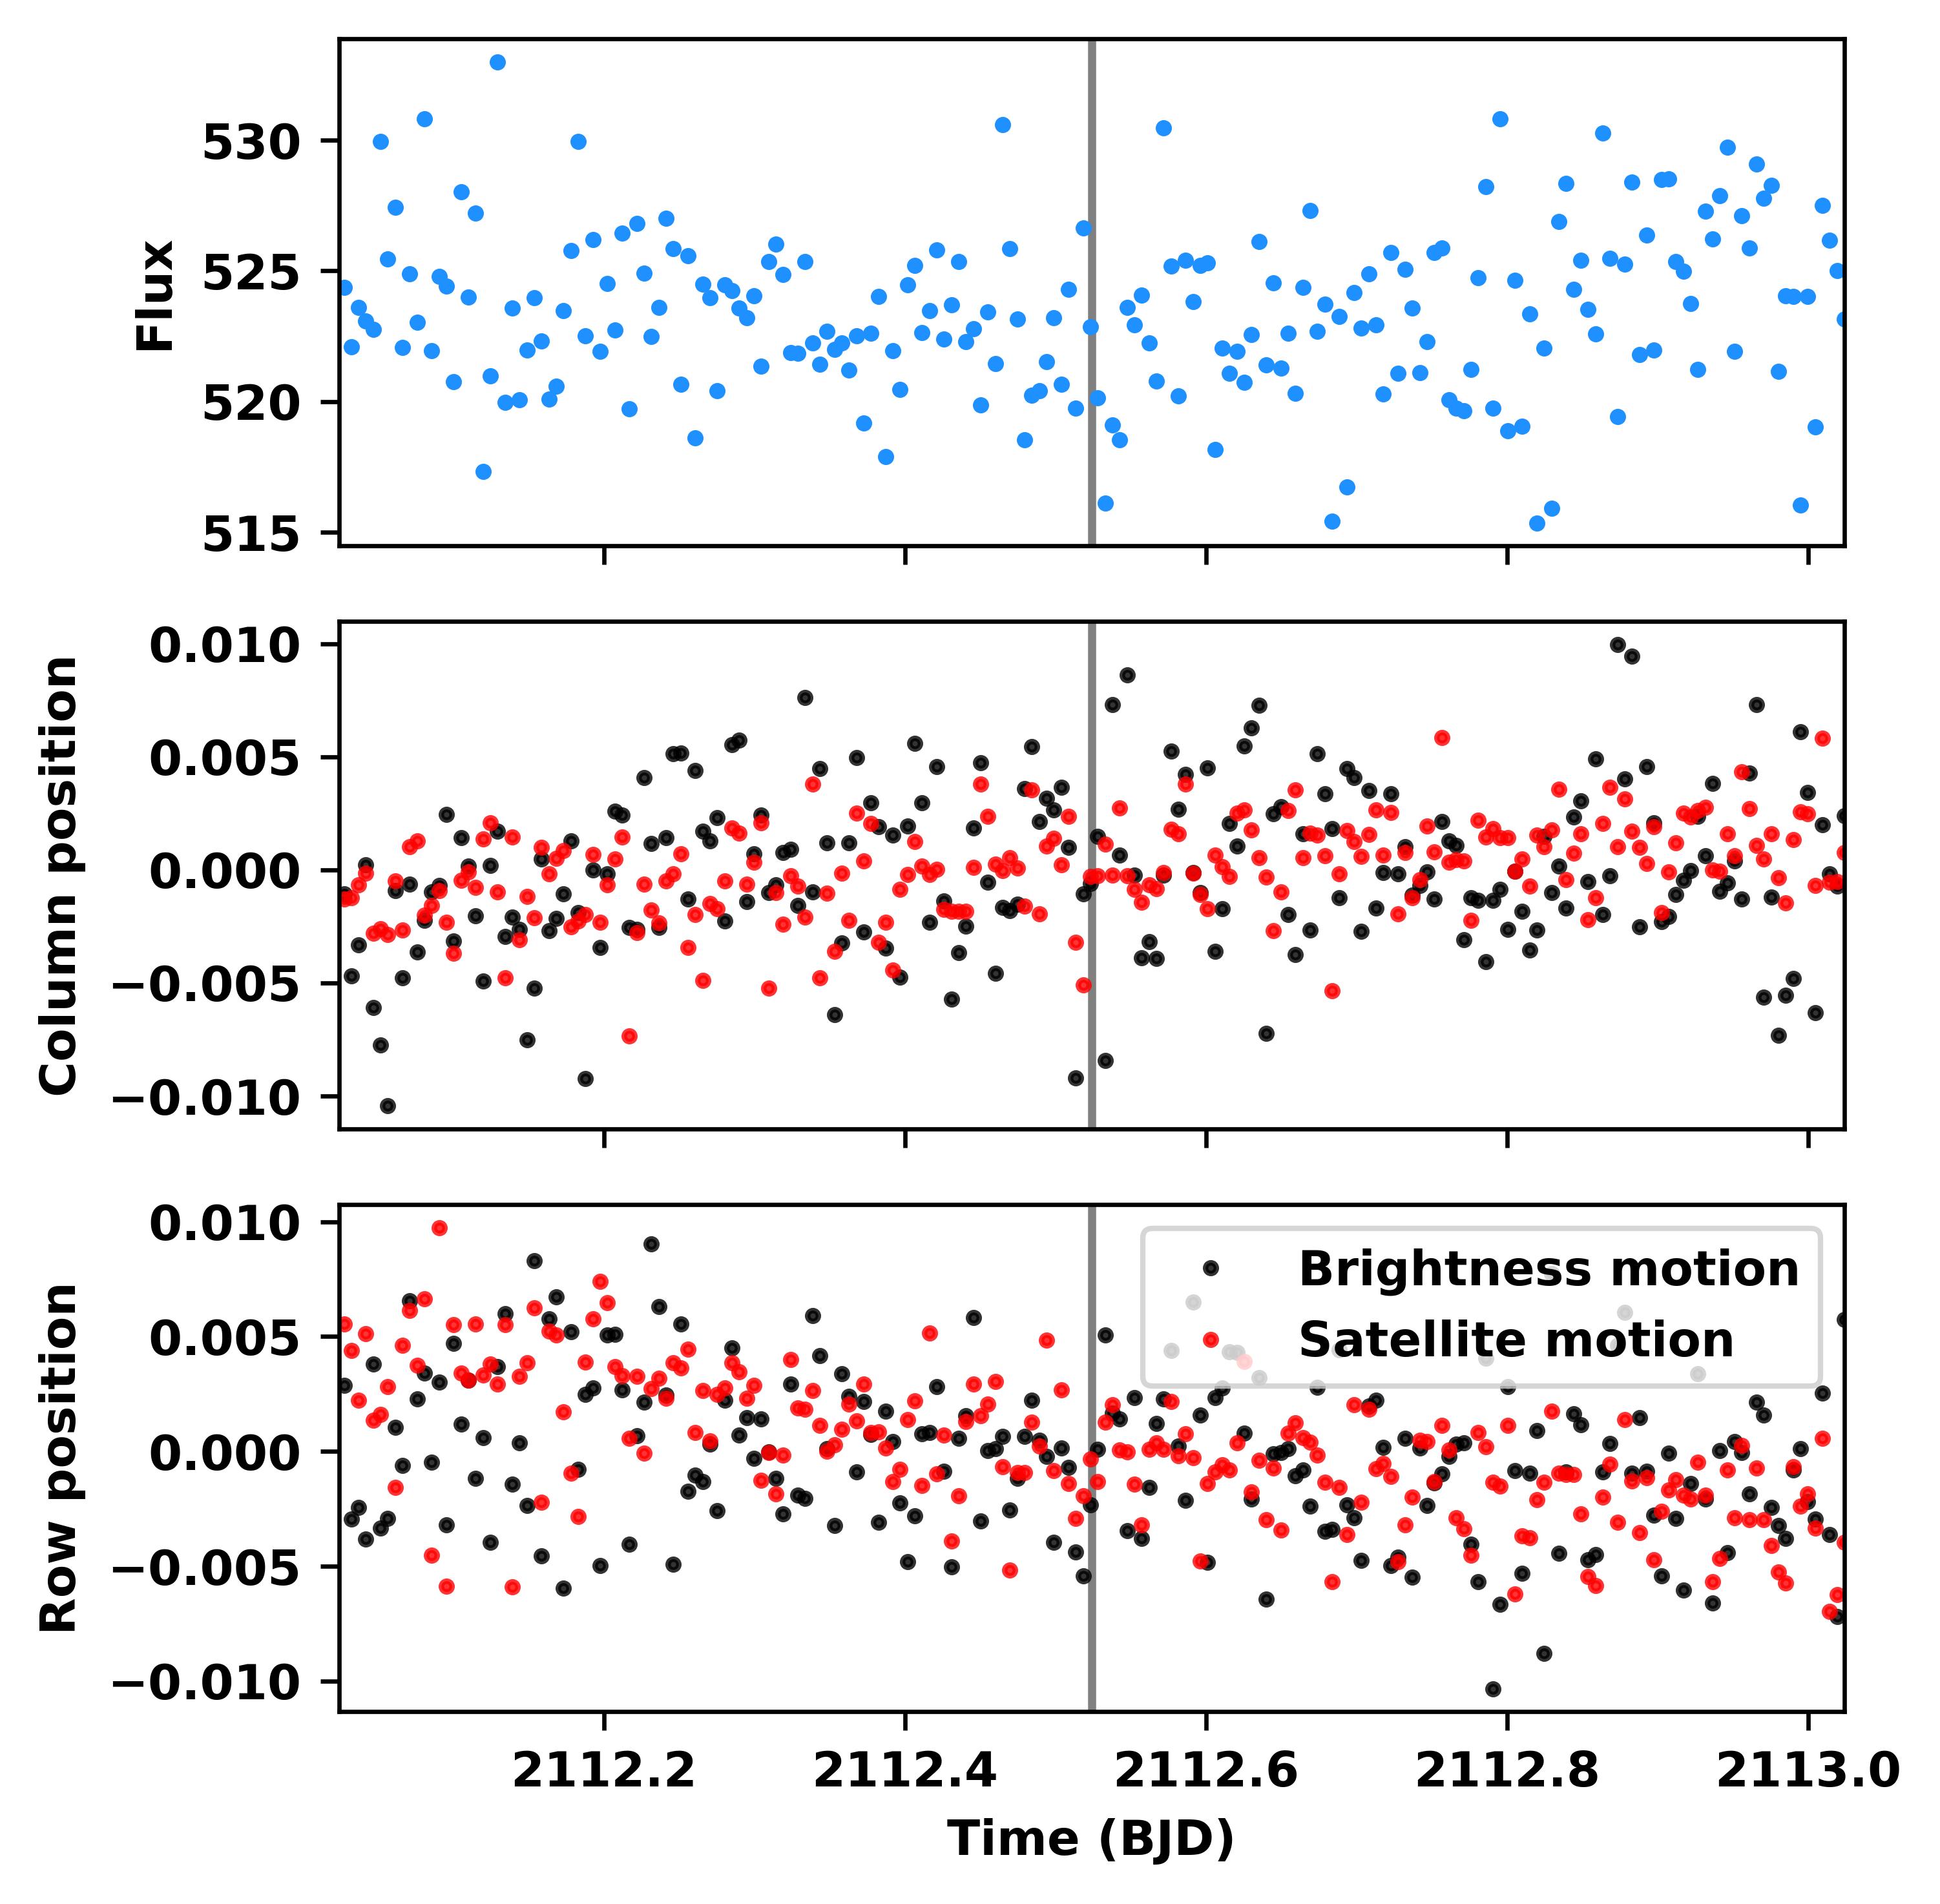 Flux
530
525
520
515
Column position
0.010
0.005
0.000
−0.005
−0.010
Row position
0.010
0.005
0.000
−0.005
−0.010
Brightness motion
Satellite motion
2112.2 2112.4 2112.6 2112.8 2113.0
Time (BJD)